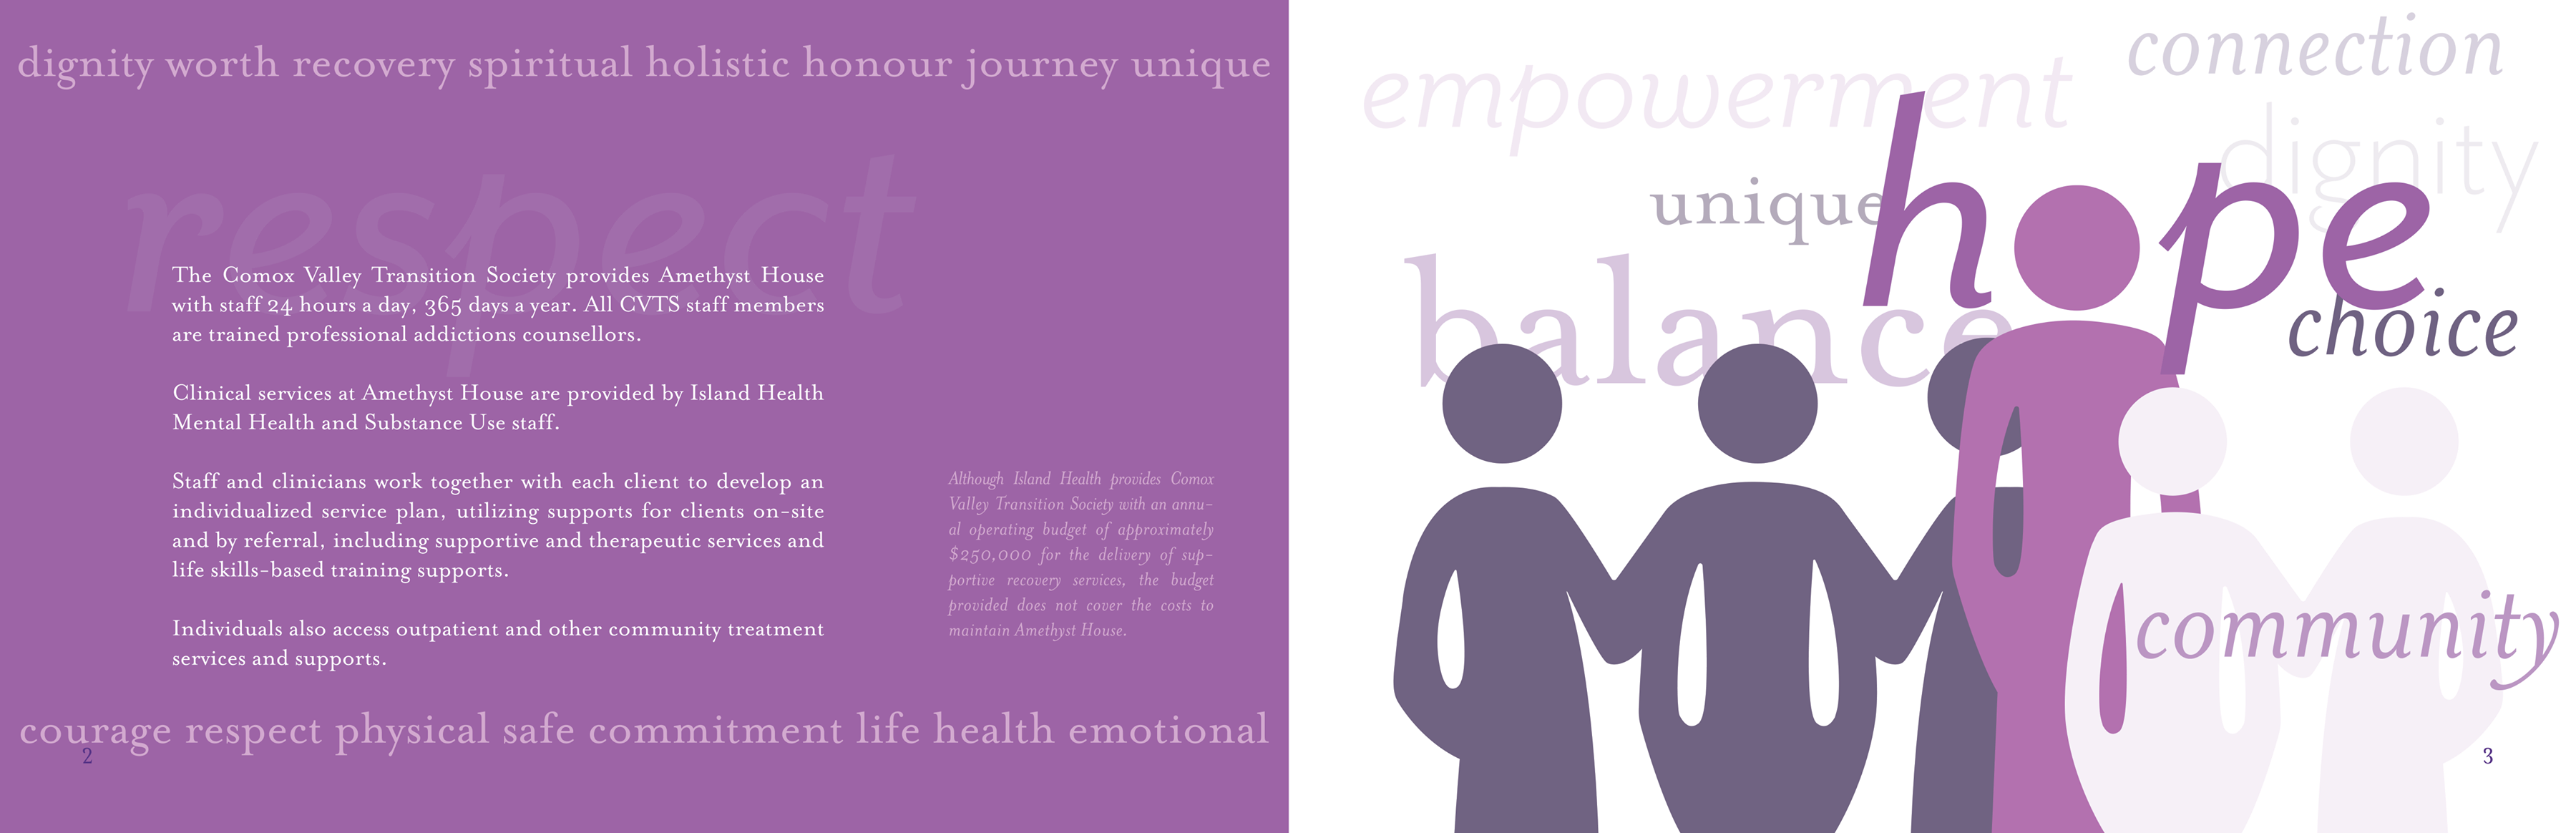 dignity worth recovery spiritual holistic honour journey unique
respect
The Comox Valley Transition Society provides Amethyst House
with staff 24 hours a day, 365 days a year. All CVTS staff members
are trained professional addictions counsellors.
Clinical services at Amethyst House are provided by Island Health
Mental Health and Substance Use staff.
Staff and clinicians work together with each client to develop an
individualized service plan, utilizing supports for clients on-site
and by referral, including supportive and therapeutic services and
life skills-based training supports.
Individuals also access outpatient and other community treatment
services and supports.
Although Island Health provides Comox
Valley Transition Society with an annu-
al operating budget of approximately
$250,000 for the delivery of sup-
portive recovery services, the budget
provided does not cover the costs to
maintain Amethyst House.
courage respect physical safe commitment life health emotional
2
connection
empowerment
dignity
unique
hope
balance
choice
community
3